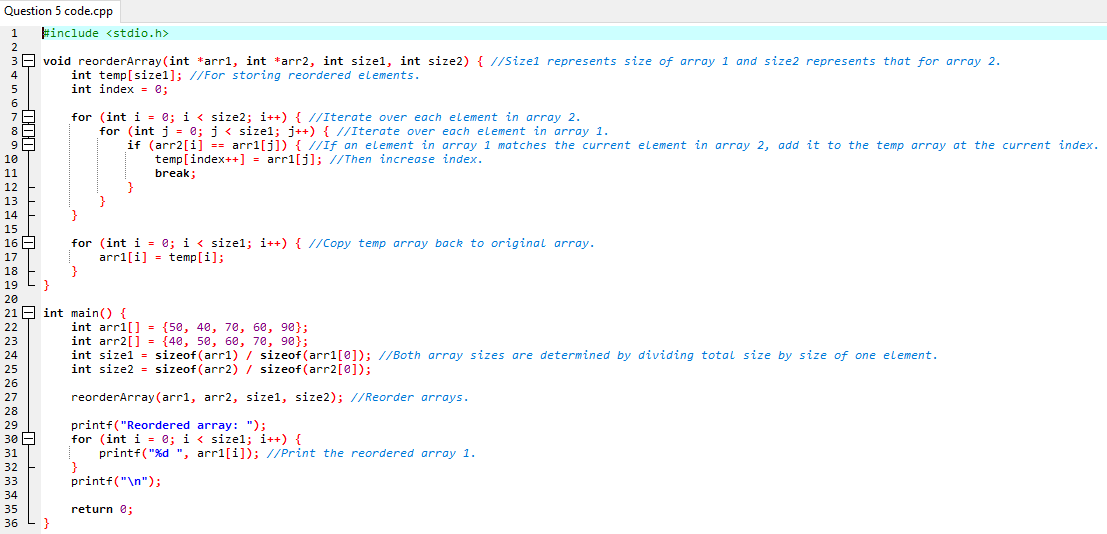 Question 5 code.cpp
1 #include <stdio.h>
2
3 void reorderArray(int *arr1, int *arr2, int size1, int size2) { //Size1 represents size of array 1 and size2 represents that for array 2.
4 int temp[size1]; //For storing reordered elements.
5 int index = 0;
6
7 for (int i = 0; i < size2; i++) { //Iterate over each element in array 2.
8 for (int j = 0; j < size1; j++) { //Iterate over each element in array 1.
9 if (arr2[i] == arr1[j]) { //If an element in array 1 matches the current element in array 2, add it to the temp array at the current index.
10 temp[index++] = arr1[j]; //Then increase index.
11 break;
12 }
13 }
14 }
15
16 for (int i = 0; i < size1; i++) { //Copy temp array back to original array.
17 arr1[i] = temp[i];
18 }
19 }
20
21 int main() {
22 int arr1[] = {50, 40, 70, 60, 90};
23 int arr2[] = {40, 50, 60, 70, 90};
24 int size1 = sizeof(arr1) / sizeof(arr1[0]); //Both array sizes are determined by dividing total size by size of one element.
25 int size2 = sizeof(arr2) / sizeof(arr2[0]);
26
27 reorderArray(arr1, arr2, size1, size2); //Reorder arrays.
28
29 printf("Reordered array: ");
30 for (int i = 0; i < size1; i++) {
31 printf("%d ", arr1[i]); //Print the reordered array 1.
32 }
33 printf("\n");
34
35 return 0;
36 }